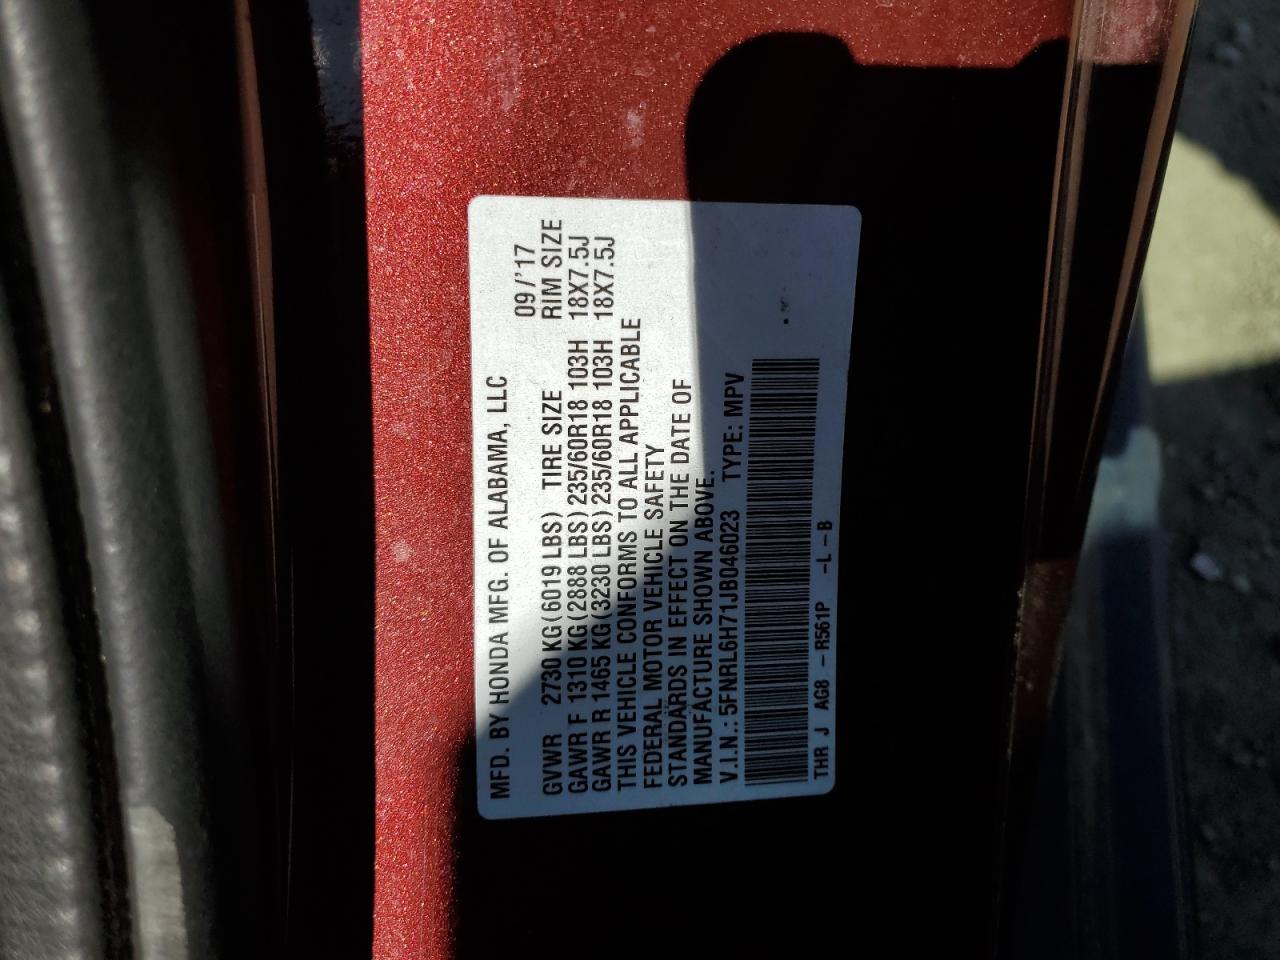 MFD. BY HONDA MFG. OF ALABAMA, LLC
09/'17
GVWR 2730 KG (6019 LBS) TIRE SIZE RIM SIZE
GAWR F 1310 KG (2888 LBS) 235/60R18 103H 18X7.5J
GAWR R 1465 KG (3230 LBS) 235/60R18 103H 18X7.5J
THIS VEHICLE CONFORMS TO ALL APPLICABLE
FEDERAL MOTOR VEHICLE SAFETY
STANDARDS IN EFFECT ON THE DATE OF
MANUFACTURE SHOWN ABOVE.
V.I.N.: 5FNRL6H71JB046023 TYPE: MPV
THR J AG8 - R561P -L-B